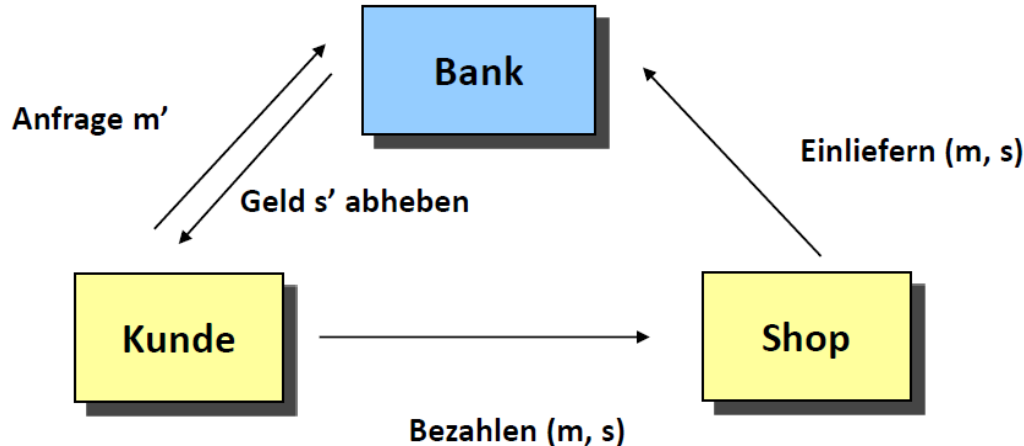 Bank
Anfrage m’
Einliefern (m, s)
Geld s’ abheben
Kunde
Shop
Bezahlen (m, s)